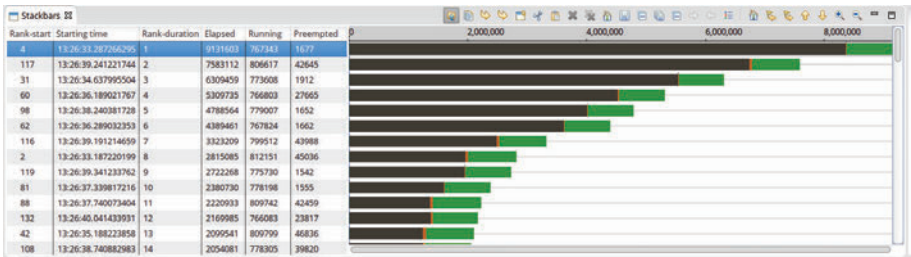 Stackbars
Rank-start Starting time Rank-duration Elapsed Running Preempted 0 2,000,000 4,000,000 6,000,000 8,000,000
4 13:26:33.287266295 1 9131603 767343 1677
117 13:26:39.241221744 2 7583112 806617 42645
31 13:26:34.637995504 3 6309459 773608 1912
60 13:26:36.189021767 4 5309735 766803 27665
98 13:26:38.240381728 5 4788564 779007 1652
62 13:26:36.289032353 6 4389461 767824 1662
116 13:26:39.191214659 7 3323209 799512 43988
2 13:26:33.187220199 8 2815085 812151 45036
119 13:26:39.341233762 9 2722268 775730 1542
81 13:26:37.339817216 10 2380730 778198 1555
88 13:26:37.740073404 11 2220933 809742 42459
132 13:26:40.041433931 12 2169985 766083 23817
42 13:26:35.188223858 13 2099541 809799 46836
108 13:26:38.740882983 14 2054081 778305 39820